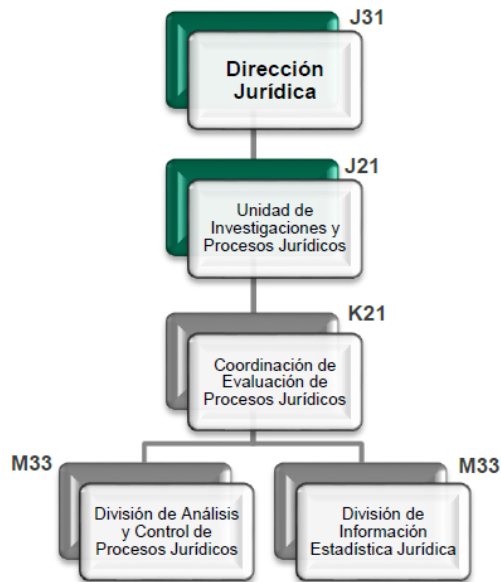 J31
Dirección
Jurídica
J21
Unidad de
Investigaciones y
Procesos Jurídicos
K21
Coordinación de
Evaluación de
Procesos Jurídicos
M33
División de Análisis
y Control de
Procesos Jurídicos
M33
División de
Información
Estadística Jurídica